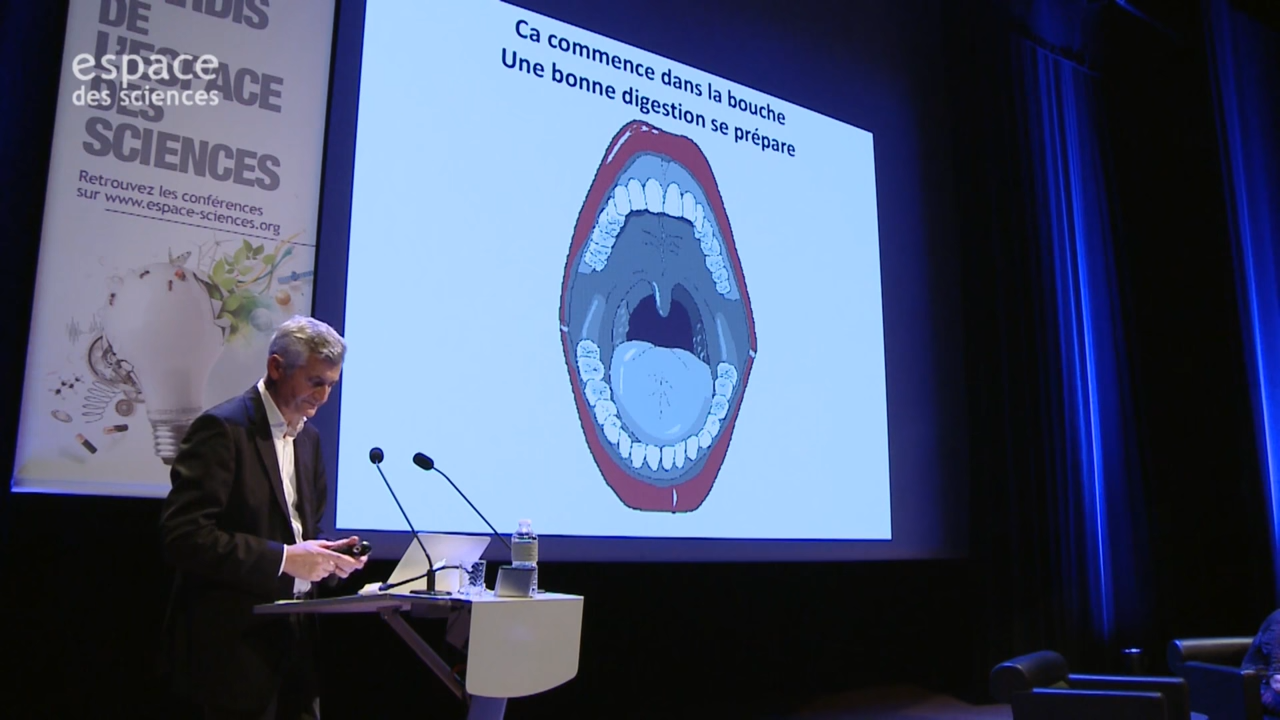 DE
L'ESPACE
DES
SCIENCES
Retrouvez les conférences
sur www.espace-sciences.org
espace
des sciences
Ca commence dans la bouche
Une bonne digestion se prépare